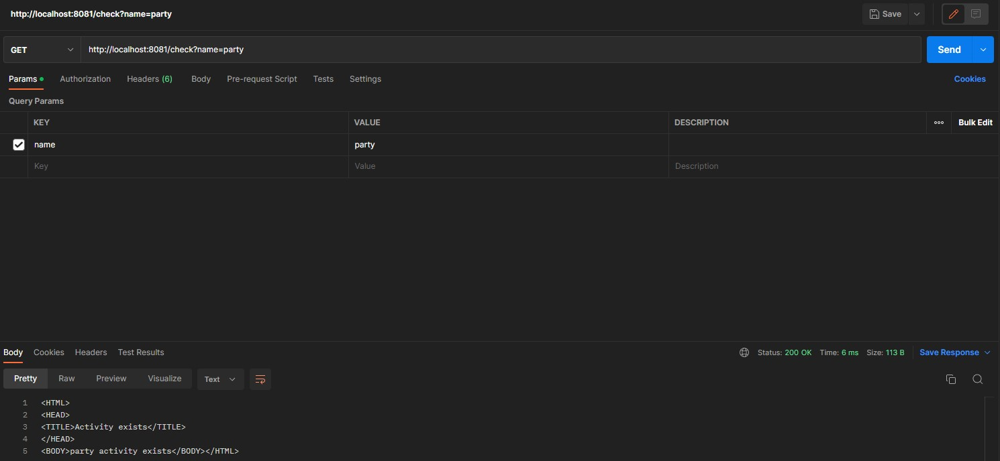 http://localhost:8081/check?name=party
Save
GET http://localhost:8081/check?name=party Send
Params Authorization Headers (6) Body Pre-request Script Tests Settings Cookies
Query Params
KEY VALUE DESCRIPTION ooo Bulk Edit
name party
Key Value Description
Body Cookies Headers Test Results Status: 200 OK Time: 6 ms Size: 113 B Save Response
Pretty Raw Preview Visualize Text
1 <HTML>
2 <HEAD>
3 <TITLE>Activity exists</TITLE>
4 </HEAD>
5 <BODY>party activity exists</BODY></HTML>